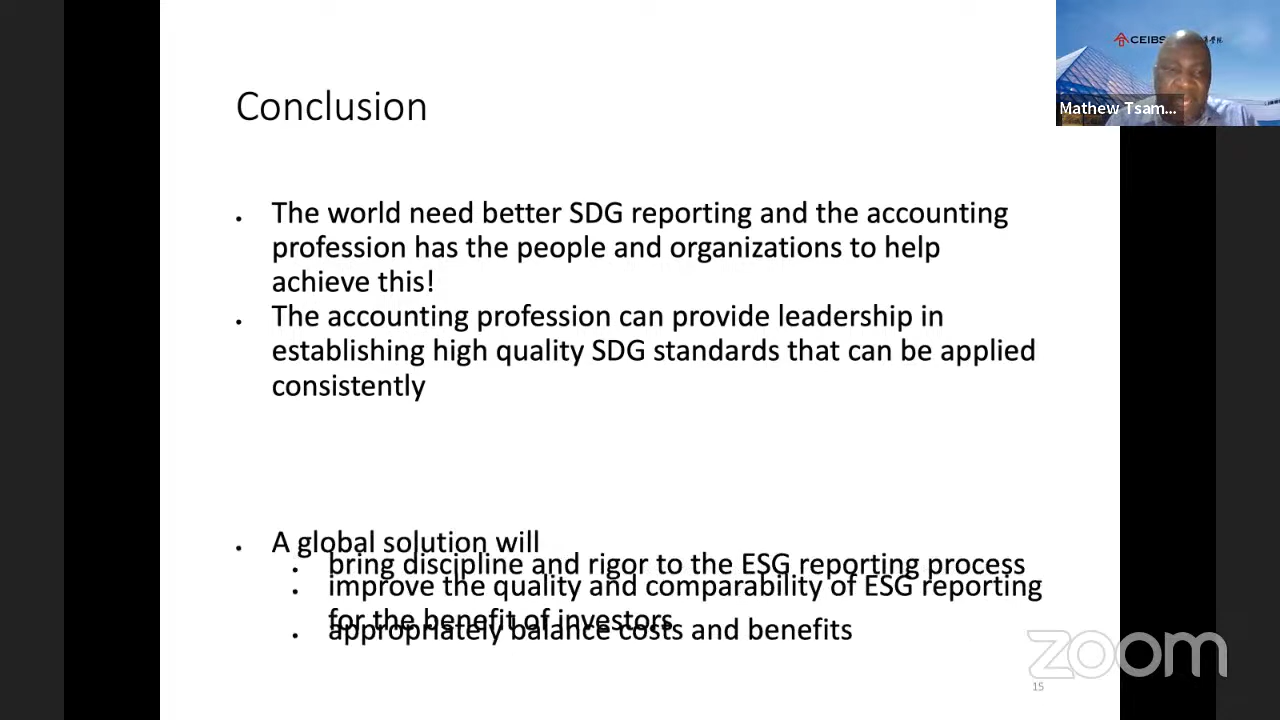 CEIBS
Mathew Tsam...
Conclusion
• The world need better SDG reporting and the accounting
profession has the people and organizations to help
achieve this!
• The accounting profession can provide leadership in
establishing high quality SDG standards that can be applied
consistently
• A global solution will
• bring discipline and rigor to the ESG reporting process
• improve the quality and comparability of ESG reporting
for the benefit of investors
• appropriately balance costs and benefits
zoom
15